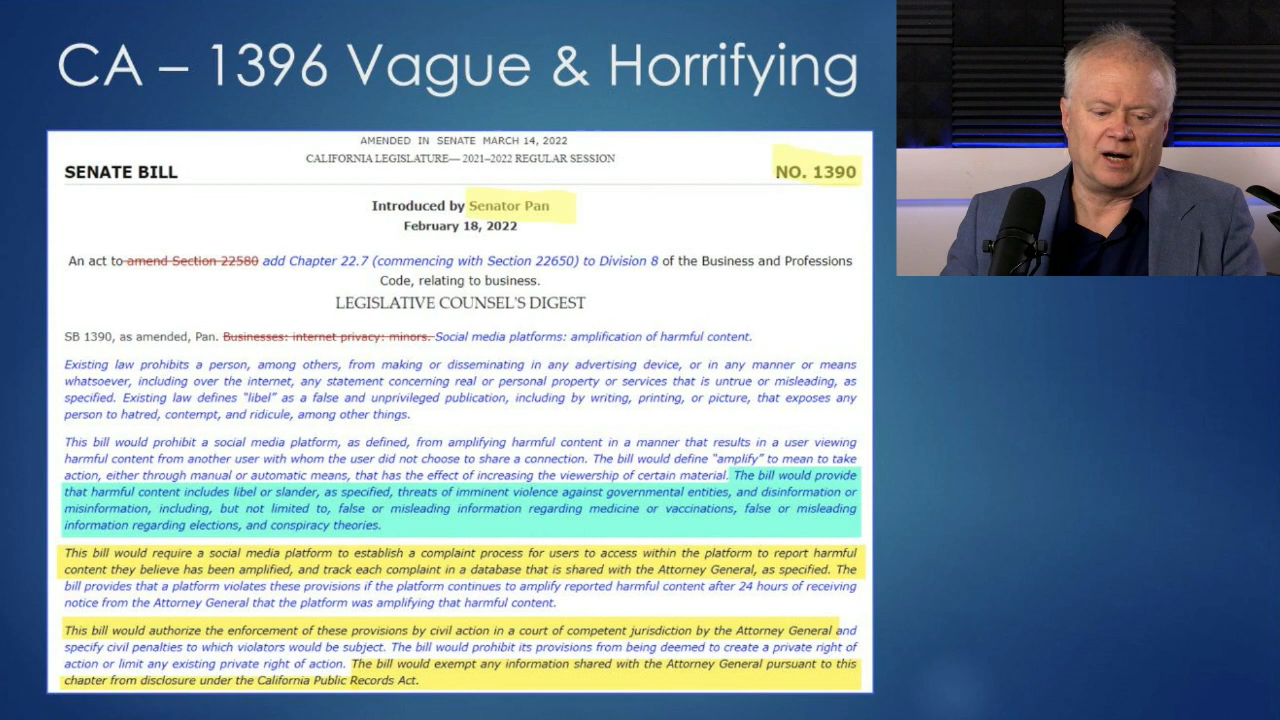 CA – 1396 Vague & Horrifying
AMENDED IN SENATE MARCH 14, 2022
CALIFORNIA LEGISLATURE— 2021–2022 REGULAR SESSION
SENATE BILL NO. 1390
Introduced by Senator Pan
February 18, 2022
An act to amend Section 22580 add Chapter 22.7 (commencing with Section 22650) to Division 8 of the Business and Professions
Code, relating to business.
LEGISLATIVE COUNSEL'S DIGEST
SB 1390, as amended, Pan. Businesses: internet privacy: minors. Social media platforms: amplification of harmful content.
Existing law prohibits a person, among others, from making or disseminating in any advertising device, or in any manner or means
whatsoever, including over the internet, any statement concerning real or personal property or services that is untrue or misleading, as
specified. Existing law defines “libel” as a false and unprivileged publication, including by writing, printing, or picture, that exposes any
person to hatred, contempt, and ridicule, among other things.
This bill would prohibit a social media platform, as defined, from amplifying harmful content in a manner that results in a user viewing
harmful content from another user with whom the user did not choose to share a connection. The bill would define “amplify” to mean to take
action, either through manual or automatic means, that has the effect of increasing the viewership of certain material. The bill would provide
that harmful content includes libel or slander, as specified, threats of imminent violence against governmental entities, and disinformation or
misinformation, including, but not limited to, false or misleading information regarding medicine or vaccinations, false or misleading
information regarding elections, and conspiracy theories.
This bill would require a social media platform to establish a complaint process for users to access within the platform to report harmful
content they believe has been amplified, and track each complaint in a database that is shared with the Attorney General, as specified. The
bill provides that a platform violates these provisions if the platform continues to amplify reported harmful content after 24 hours of receiving
notice from the Attorney General that the platform was amplifying that harmful content.
This bill would authorize the enforcement of these provisions by civil action in a court of competent jurisdiction by the Attorney General and
specify civil penalties to which violators would be subject. The bill would prohibit its provisions from being deemed to create a private right of
action or limit any existing private right of action. The bill would exempt any information shared with the Attorney General pursuant to this
chapter from disclosure under the California Public Records Act.